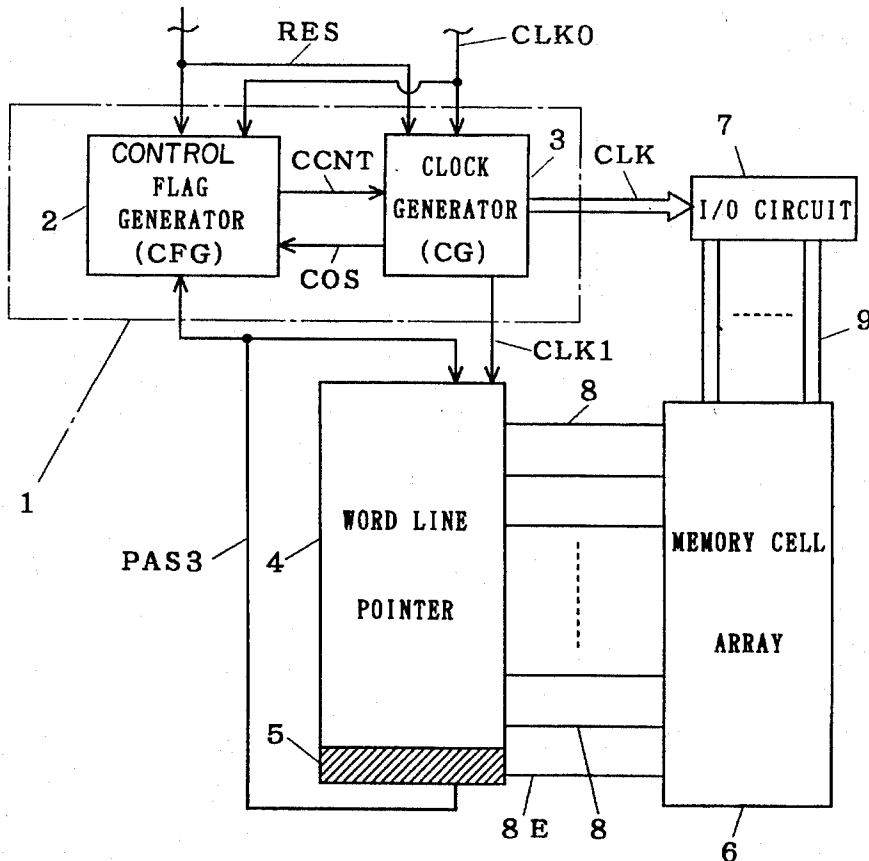 RES
CLK0
CONTROL
FLAG
GENERATOR
(CFG)
2
CCNT
COS
CLOCK
GENERATOR
(CG)
3
CLK
7
I/O CIRCUIT
9
CLK1
1
PAS3
4
WORD LINE
POINTER
5
8
8
8E
MEMORY CELL
ARRAY
6